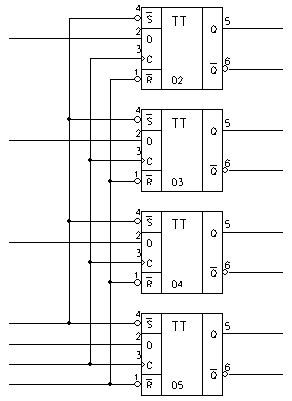 4 S̅ TT Q 5
2 D
3 C Q̅ 6
1 R̅ 02
4 S̅ TT Q 5
2 D
3 C Q̅ 6
1 R̅ 03
4 S̅ TT Q 5
2 D
3 C Q̅ 6
1 R̅ 04
4 S̅ TT Q 5
2 D
3 C Q̅ 6
1 R̅ 05